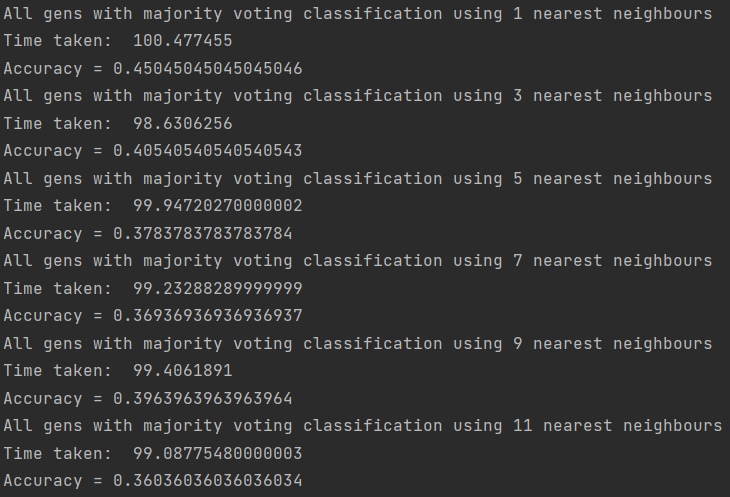 All gens with majority voting classification using 1 nearest neighbours
Time taken:  100.477455
Accuracy = 0.45045045045045046
All gens with majority voting classification using 3 nearest neighbours
Time taken:  98.6306256
Accuracy = 0.40540540540540543
All gens with majority voting classification using 5 nearest neighbours
Time taken:  99.94720270000002
Accuracy = 0.3783783783783784
All gens with majority voting classification using 7 nearest neighbours
Time taken:  99.23288289999999
Accuracy = 0.36936936936936937
All gens with majority voting classification using 9 nearest neighbours
Time taken:  99.4061891
Accuracy = 0.3963963963963964
All gens with majority voting classification using 11 nearest neighbours
Time taken:  99.08775480000003
Accuracy = 0.36036036036036034